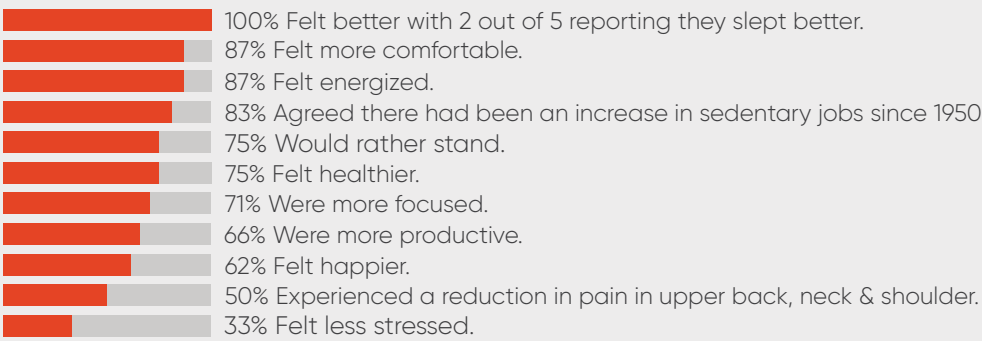 100% Felt better with 2 out of 5 reporting they slept better.
87% Felt more comfortable.
87% Felt energized.
83% Agreed there had been an increase in sedentary jobs since 1950
75% Would rather stand.
75% Felt healthier.
71% Were more focused.
66% Were more productive.
62% Felt happier.
50% Experienced a reduction in pain in upper back, neck & shoulder.
33% Felt less stressed.